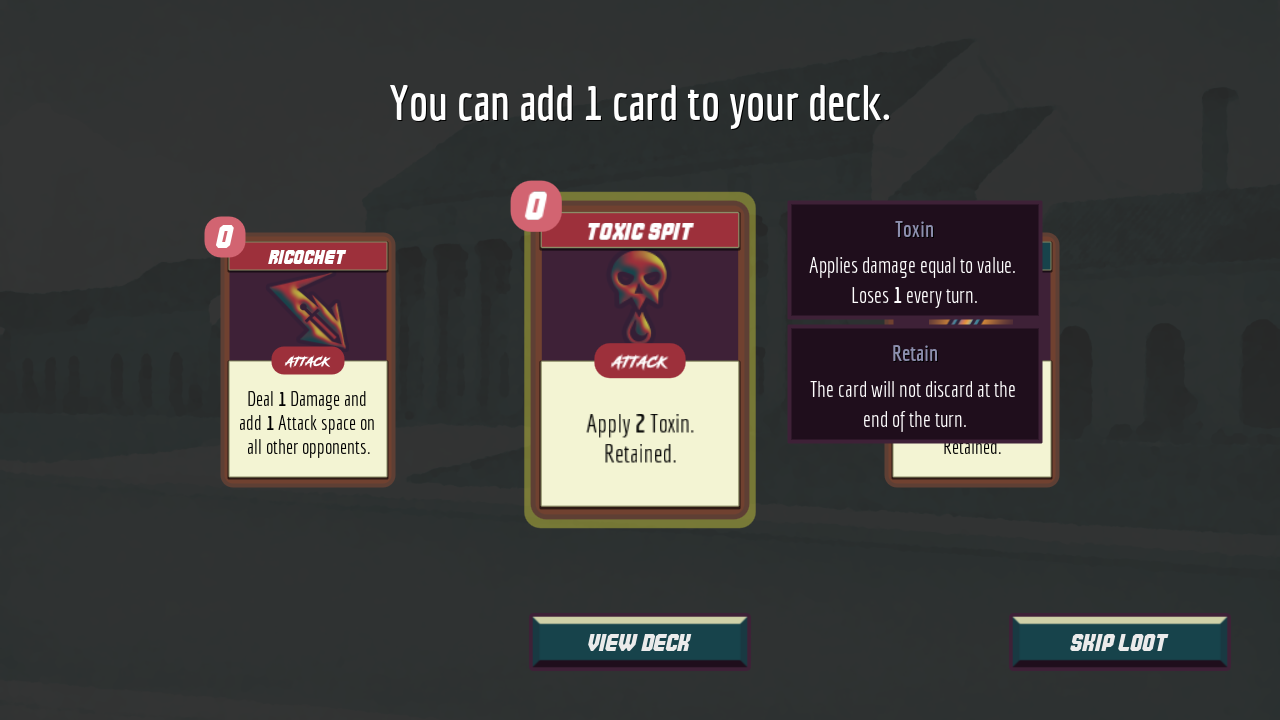 You can add 1 card to your deck.
0
RICOCHET
ATTACK
Deal 1 Damage and
add 1 Attack space on
all other opponents.
0
TOXIC SPIT
ATTACK
Apply 2 Toxin.
Retained.
Toxin
Applies damage equal to value.
Loses 1 every turn.
Retain
The card will not discard at the
end of the turn.
Retained.
VIEW DECK
SKIP LOOT